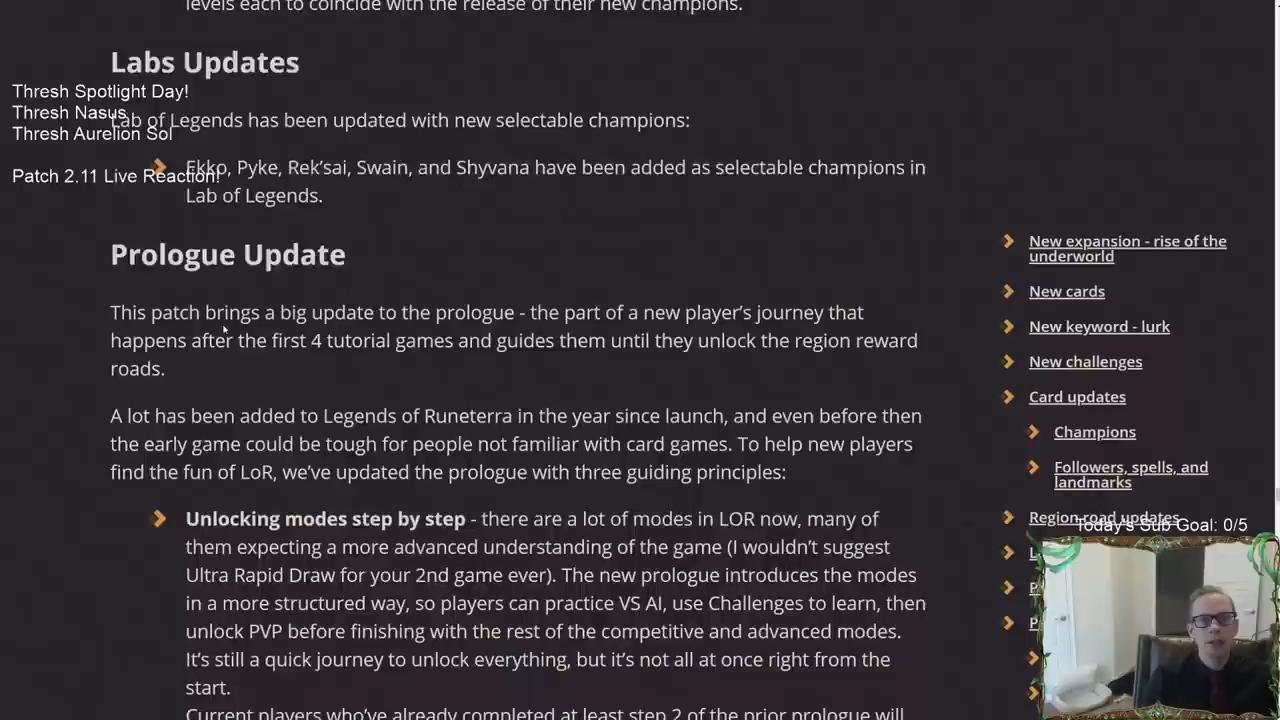 levels each to coincide with the release of their new champions.
Labs Updates
Thresh Spotlight Day!
Thresh Nasus
Thresh Aurelion Sol
Patch 2.11 Live Reaction!
Lab of Legends has been updated with new selectable champions:
Ekko, Pyke, Rek'sai, Swain, and Shyvana have been added as selectable champions in
Lab of Legends.
Prologue Update
This patch brings a big update to the prologue - the part of a new player's journey that
happens after the first 4 tutorial games and guides them until they unlock the region reward
roads.
A lot has been added to Legends of Runeterra in the year since launch, and even before then
the early game could be tough for people not familiar with card games. To help new players
find the fun of LoR, we've updated the prologue with three guiding principles:
Unlocking modes step by step - there are a lot of modes in LOR now, many of
them expecting a more advanced understanding of the game (I wouldn't suggest
Ultra Rapid Draw for your 2nd game ever). The new prologue introduces the modes
in a more structured way, so players can practice VS AI, use Challenges to learn, then
unlock PVP before finishing with the rest of the competitive and advanced modes.
It's still a quick journey to unlock everything, but it's not all at once right from the
start.
Current players who've already completed at least step 2 of the prior prologue will
New expansion - rise of the
underworld
New cards
New keyword - lurk
New challenges
Card updates
Champions
Followers, spells, and
landmarks
Region road updates
Today's Sub Goal: 0/5